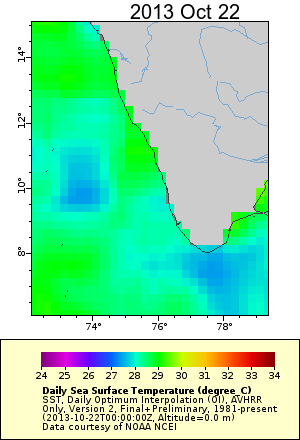 2013 Oct 22
14°
12°
10°
8°
74° 76° 78°
24 25 26 27 28 29 30 31 32 33 34
Daily Sea Surface Temperature (degree_C)
SST, Daily Optimum Interpolation (OI), AVHRR
Only, Version 2, Final+Preliminary, 1981-present
(2013-10-22T00:00:00Z, Altitude=0.0 m)
Data courtesy of NOAA NCEI